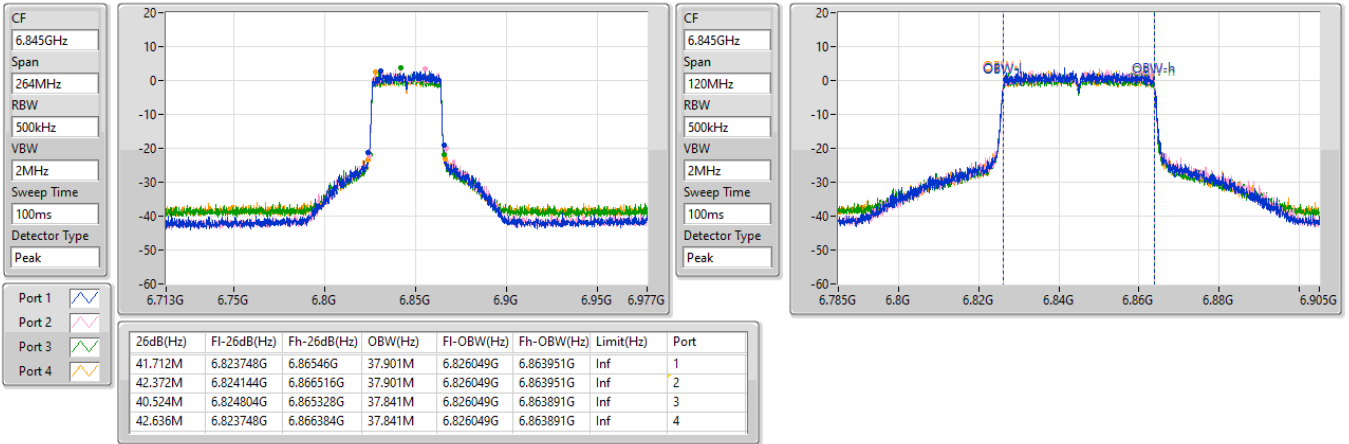 CF
6.845GHz
Span
264MHz
RBW
500kHz
VBW
2MHz
Sweep Time
100ms
Detector Type
Peak
20
10
0
-10
-20
-30
-40
-50
-60
6.713G 6.75G 6.8G 6.85G 6.9G 6.95G 6.977G
CF
6.845GHz
Span
120MHz
RBW
500kHz
VBW
2MHz
Sweep Time
100ms
Detector Type
Peak
20
10
0
-10
-20
-30
-40
-50
-60
OBW-l OBW-h
6.785G 6.8G 6.82G 6.84G 6.86G 6.88G 6.905G
Port 1
Port 2
Port 3
Port 4
26dB(Hz) Fl-26dB(Hz) Fh-26dB(Hz) OBW(Hz) Fl-OBW(Hz) Fh-OBW(Hz) Limit(Hz) Port
41.712M 6.823748G 6.86546G 37.901M 6.826049G 6.863951G Inf 1
42.372M 6.824144G 6.866516G 37.901M 6.826049G 6.863951G Inf 2
40.524M 6.824804G 6.865328G 37.841M 6.826049G 6.863891G Inf 3
42.636M 6.823748G 6.866384G 37.841M 6.826049G 6.863891G Inf 4